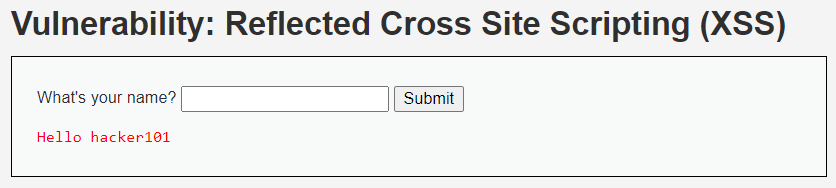 Vulnerability: Reflected Cross Site Scripting (XSS)
What's your name? Submit
Hello hacker101